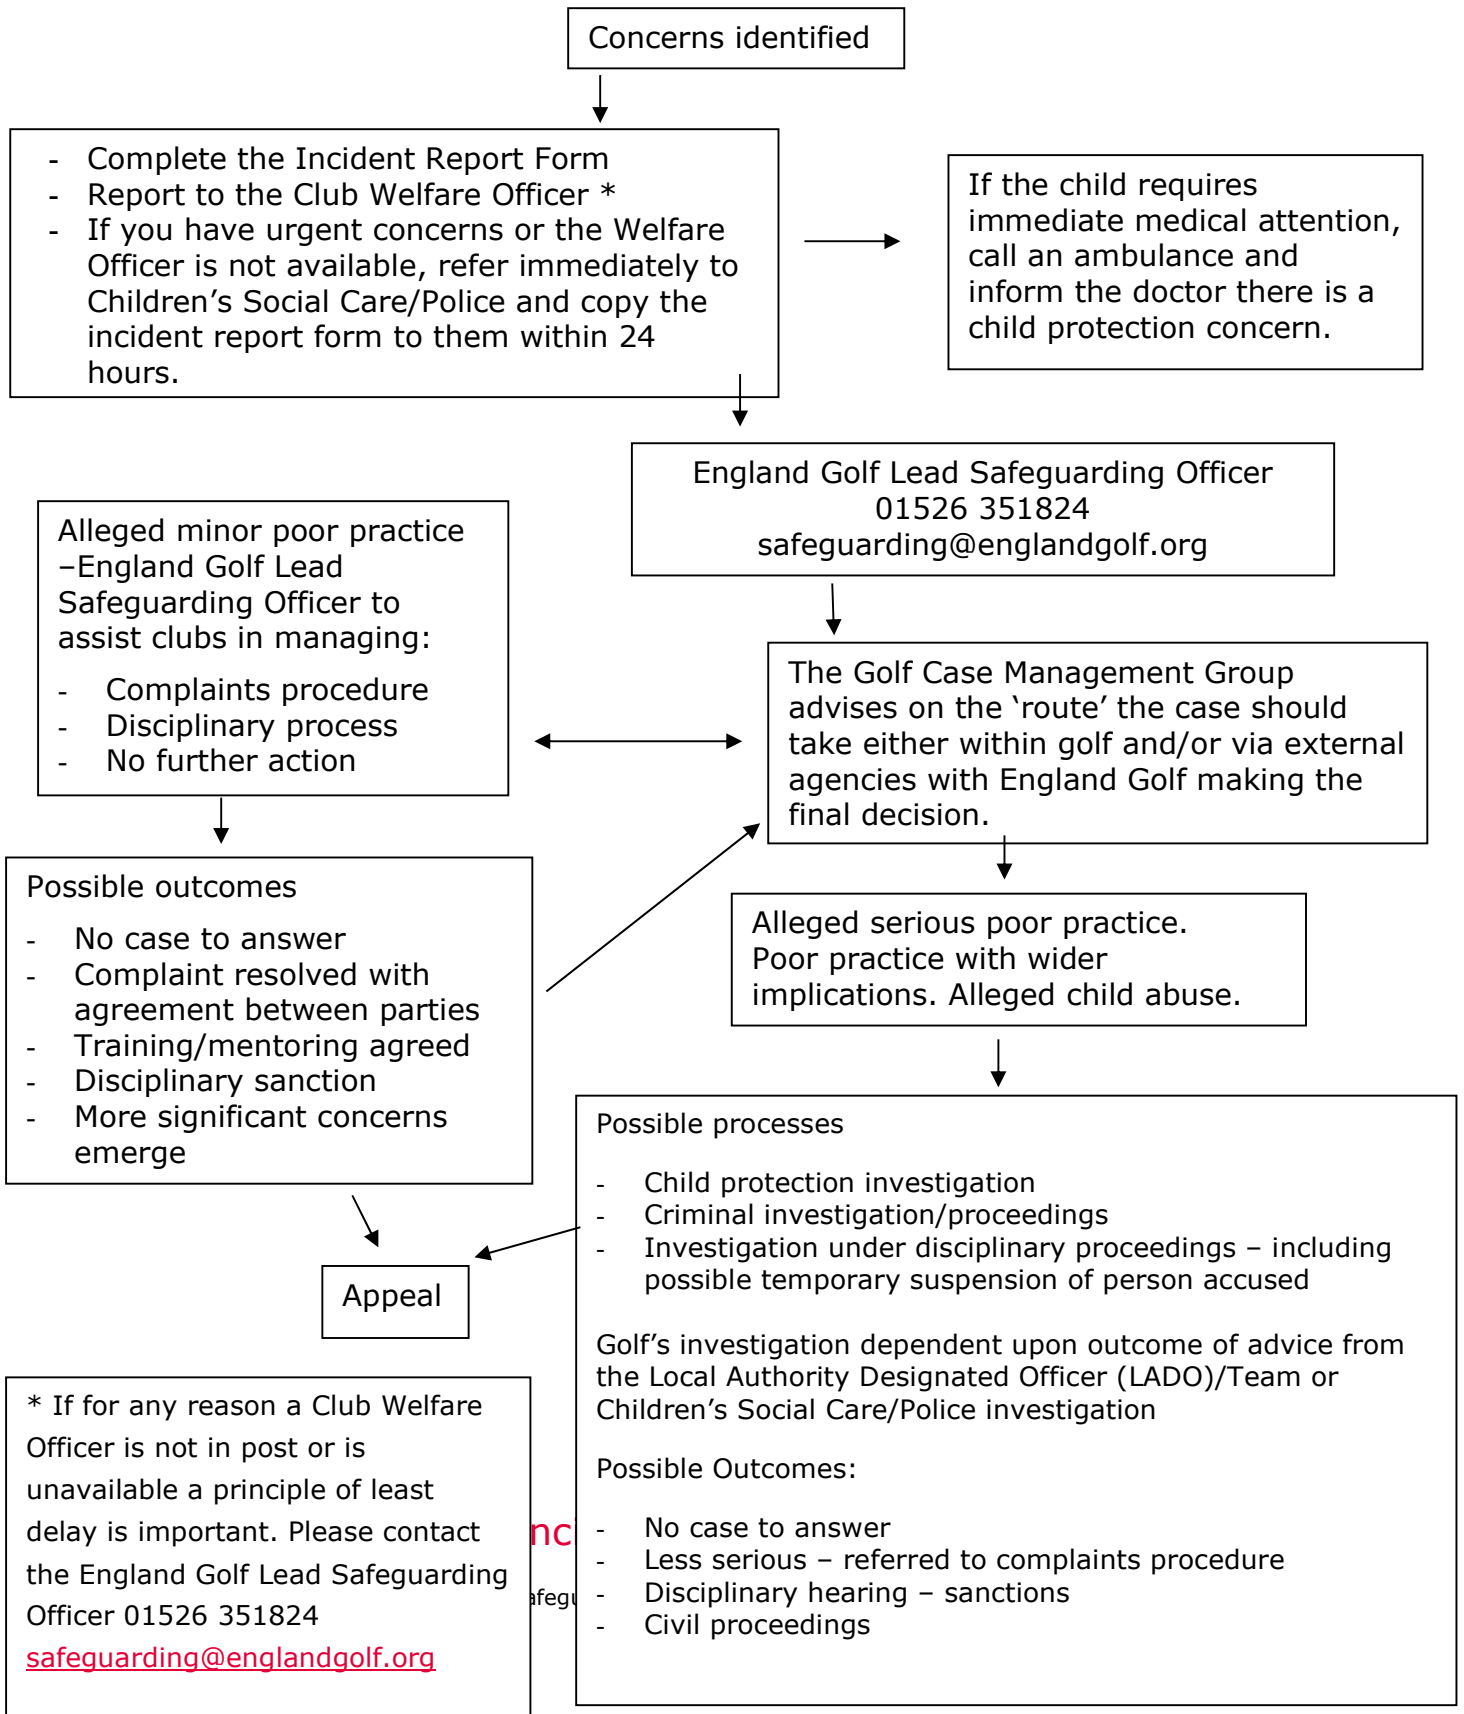 Concerns identified
- Complete the Incident Report Form
- Report to the Club Welfare Officer *
- If you have urgent concerns or the Welfare
Officer is not available, refer immediately to
Children’s Social Care/Police and copy the
incident report form to them within 24
hours.
If the child requires
immediate medical attention,
call an ambulance and
inform the doctor there is a
child protection concern.
England Golf Lead Safeguarding Officer
01526 351824
safeguarding@englandgolf.org
Alleged minor poor practice
–England Golf Lead
Safeguarding Officer to
assist clubs in managing:
- Complaints procedure
- Disciplinary process
- No further action
The Golf Case Management Group
advises on the ‘route’ the case should
take either within golf and/or via external
agencies with England Golf making the
final decision.
Possible outcomes
- No case to answer
- Complaint resolved with
agreement between parties
- Training/mentoring agreed
- Disciplinary sanction
- More significant concerns
emerge
Alleged serious poor practice.
Poor practice with wider
implications. Alleged child abuse.
Possible processes
- Child protection investigation
- Criminal investigation/proceedings
- Investigation under disciplinary proceedings – including
possible temporary suspension of person accused
Golf’s investigation dependent upon outcome of advice from
the Local Authority Designated Officer (LADO)/Team or
Children’s Social Care/Police investigation
Possible Outcomes:
- No case to answer
- Less serious – referred to complaints procedure
- Disciplinary hearing – sanctions
- Civil proceedings
Appeal
* If for any reason a Club Welfare
Officer is not in post or is
unavailable a principle of least
delay is important. Please contact
the England Golf Lead Safeguarding
Officer 01526 351824
safeguarding@englandgolf.org